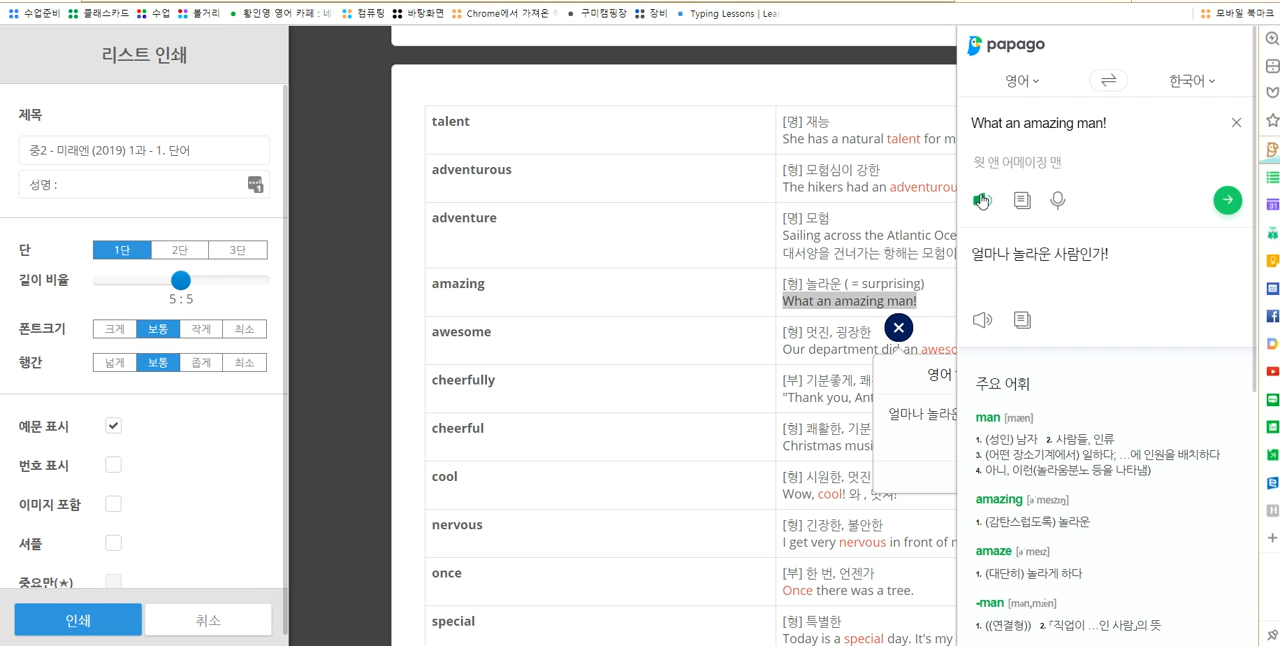 수업준비 클래스카드 수업 볼거리 황인영 영어 카페 : 네 컴퓨팅 바탕화면 Chrome에서 가져온 구미캠핑장 장비 Typing Lessons | Lear 모바일 북마크
리스트 인쇄
제목
중2 - 미래엔 (2019) 1과 - 1. 단어
성명 :
단 1단 2단 3단
길이 비율
5 : 5
폰트크기 크게 보통 작게 최소
행간 넓게 보통 좁게 최소
예문 표시
번호 표시
이미지 포함
셔플
중요만(★)
인쇄 취소
talent
[명] 재능
She has a natural talent for m
adventurous
[형] 모험심이 강한
The hikers had an adventurou
adventure
[명] 모험
Sailing across the Atlantic Oce
대서양을 건너가는 항해는 모험이
amazing
[형] 놀라운 ( = surprising)
What an amazing man!
awesome
[형] 멋진, 굉장한
Our department did an aweso
cheerfully
[부] 기분좋게, 쾌
"Thank you, Ant
cheerful
[형] 쾌활한, 기분
Christmas musi
cool
[형] 시원한, 멋진
Wow, cool! 와, 멋져!
nervous
[형] 긴장한, 불안한
I get very nervous in front of m
once
[부] 한 번, 언젠가
Once there was a tree.
special
[형] 특별한
Today is a special day. It's my
영어
얼마나 놀라운
papago
영어 한국어
What an amazing man!
웟 앤 어메이징 맨
얼마나 놀라운 사람인가!
주요 어휘
man [mæn]
1. (성인) 남자 2. 사람들, 인류
3. (어떤 장소기계에서) 일하다; …에 인원을 배치하다
4. 아니, 이런(놀라움분노 등을 나타냄)
amazing [əˈmeɪzɪŋ]
1. (감탄스럽도록) 놀라운
amaze [əˈmeɪz]
1. (대단히) 놀라게 하다
-man [mən,mæn]
1. ((연결형)) 2. 「직업이 …인 사람」의 뜻